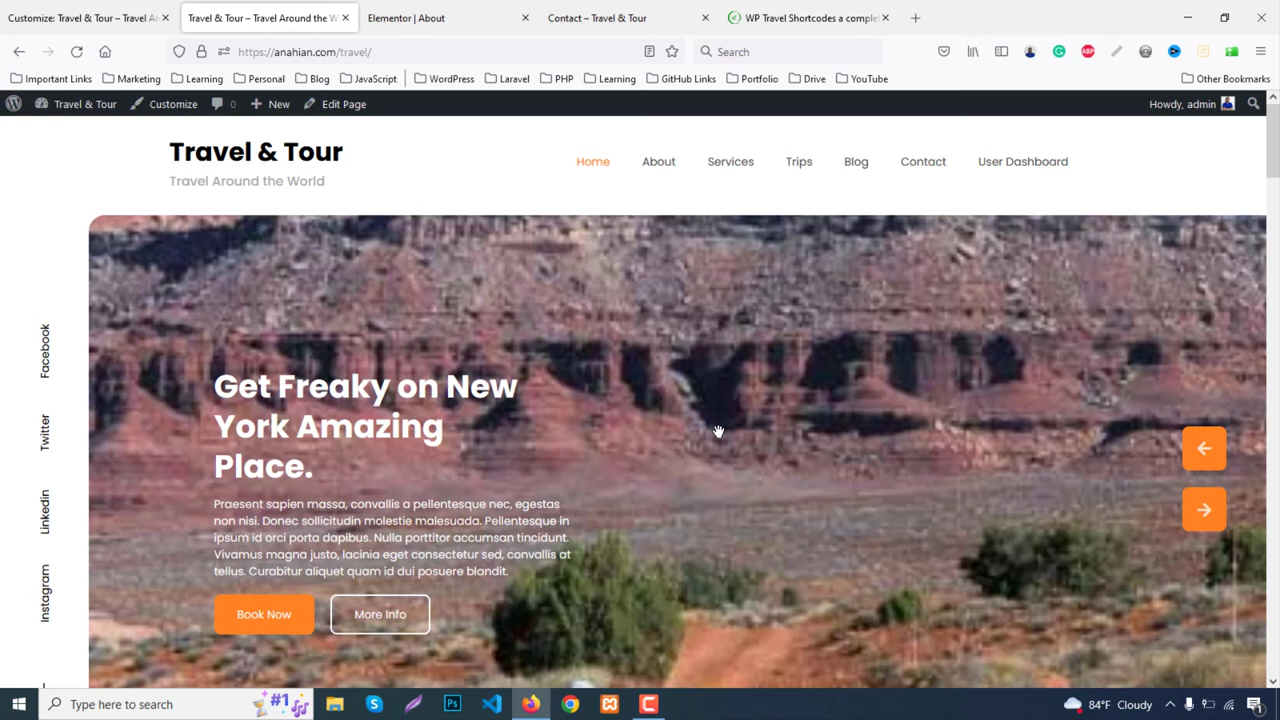 Customize: Travel & Tour – Travel Ar
Travel & Tour – Travel Around the W
Elementor | About
Contact – Travel & Tour
WP Travel Shortcodes a complet
https://anahian.com/travel/
Search
Important Links
Marketing
Learning
Personal
Blog
JavaScript
WordPress
Laravel
PHP
Learning
GitHub Links
Portfolio
Drive
YouTube
Other Bookmarks
Travel & Tour
Customize
0
New
Edit Page
Howdy, admin
Travel & Tour
Travel Around the World
Home
About
Services
Trips
Blog
Contact
User Dashboard
Facebook
Twitter
Linkedin
Instagram
Get Freaky on New
York Amazing
Place.
Praesent sapien massa, convallis a pellentesque nec, egestas
non nisi. Donec sollicitudin molestie malesuada. Pellentesque in
ipsum id orci porta dapibus. Nulla porttitor accumsan tincidunt.
Vivamus magna justo, lacinia eget consectetur sed, convallis at
tellus. Curabitur aliquet quam id dui posuere blandit.
Book Now
More Info
Type here to search
#1
84°F Cloudy